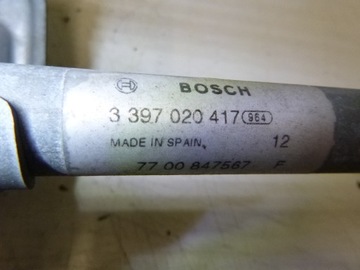 BOSCH
3 397 020 417 964
MADE IN SPAIN 12
77 00 847567 F